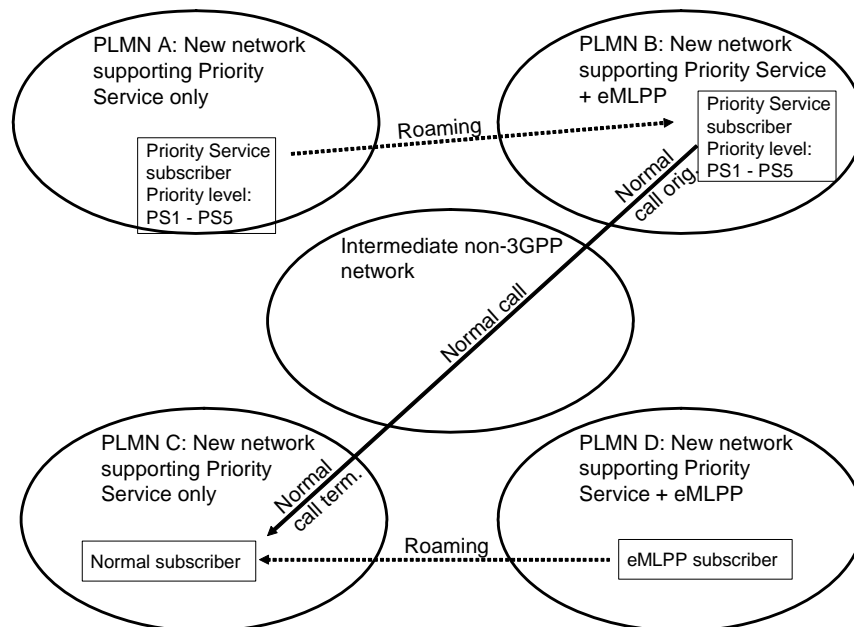 PLMN A: New network
supporting Priority
Service only
PLMN B: New network
supporting Priority Service
+ eMLPP
Priority Service
subscriber
Priority level:
PS1 - PS5
Roaming
Priority Service
subscriber
Priority level:
PS1 - PS5
Normal
call orig.
Intermediate non-3GPP
network
Normal call
PLMN C: New network
supporting Priority
Service only
Normal
call term.
PLMN D: New network
supporting Priority
Service + eMLPP
Normal subscriber
Roaming
eMLPP subscriber